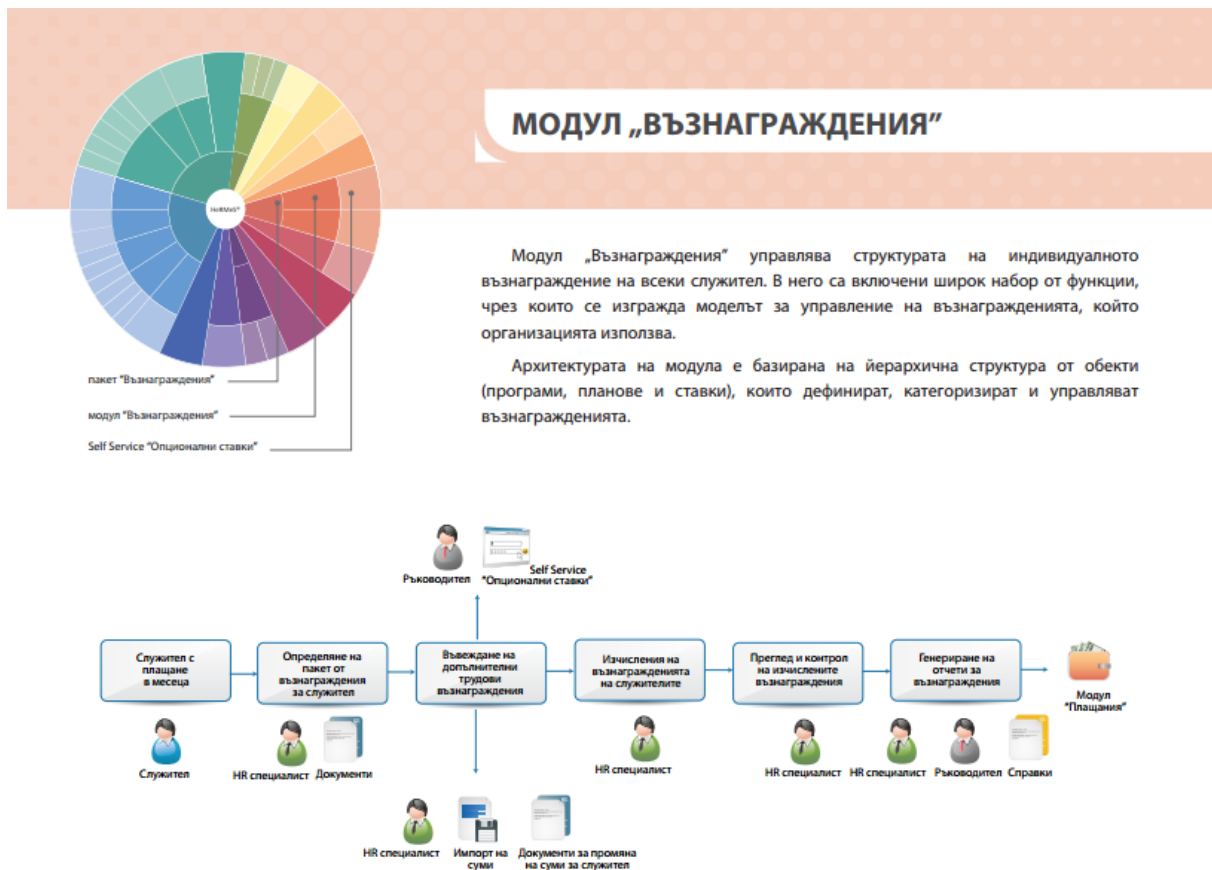 МОДУЛ „ВЪЗНАГРАЖДЕНИЯ”
HeRMeS®
пакет “Възнаграждения”
модул “Възнаграждения”
Self Service “Опционални ставки”
Модул „Възнаграждения” управлява структурата на индивидуалното
възнаграждение на всеки служител. В него са включени широк набор от функции,
чрез които се изгражда моделът за управление на възнагражденията, който
организацията използва.
Архитектурата на модула е базирана на йерархична структура от обекти
(програми, планове и ставки), които дефинират, категоризират и управляват
възнагражденията.
Ръководител
Self Service
“Опционални ставки”
Служител с
плащане
в месеца
Определяне на
пакет от
възнаграждения
за служител
Въвеждане на
допълнителни
трудови
възнаграждения
Изчисления на
възнагражденията
на служителите
Преглед и контрол
на изчислените
възнаграждения
Генериране на
отчети за
възнаграждения
Модул
“Плащания”
Служител
HR специалист
Документи
HR специалист
HR специалист
HR специалист
Ръководител
Справки
HR специалист
Импорт на
суми
Документи за промяна
на суми за служител